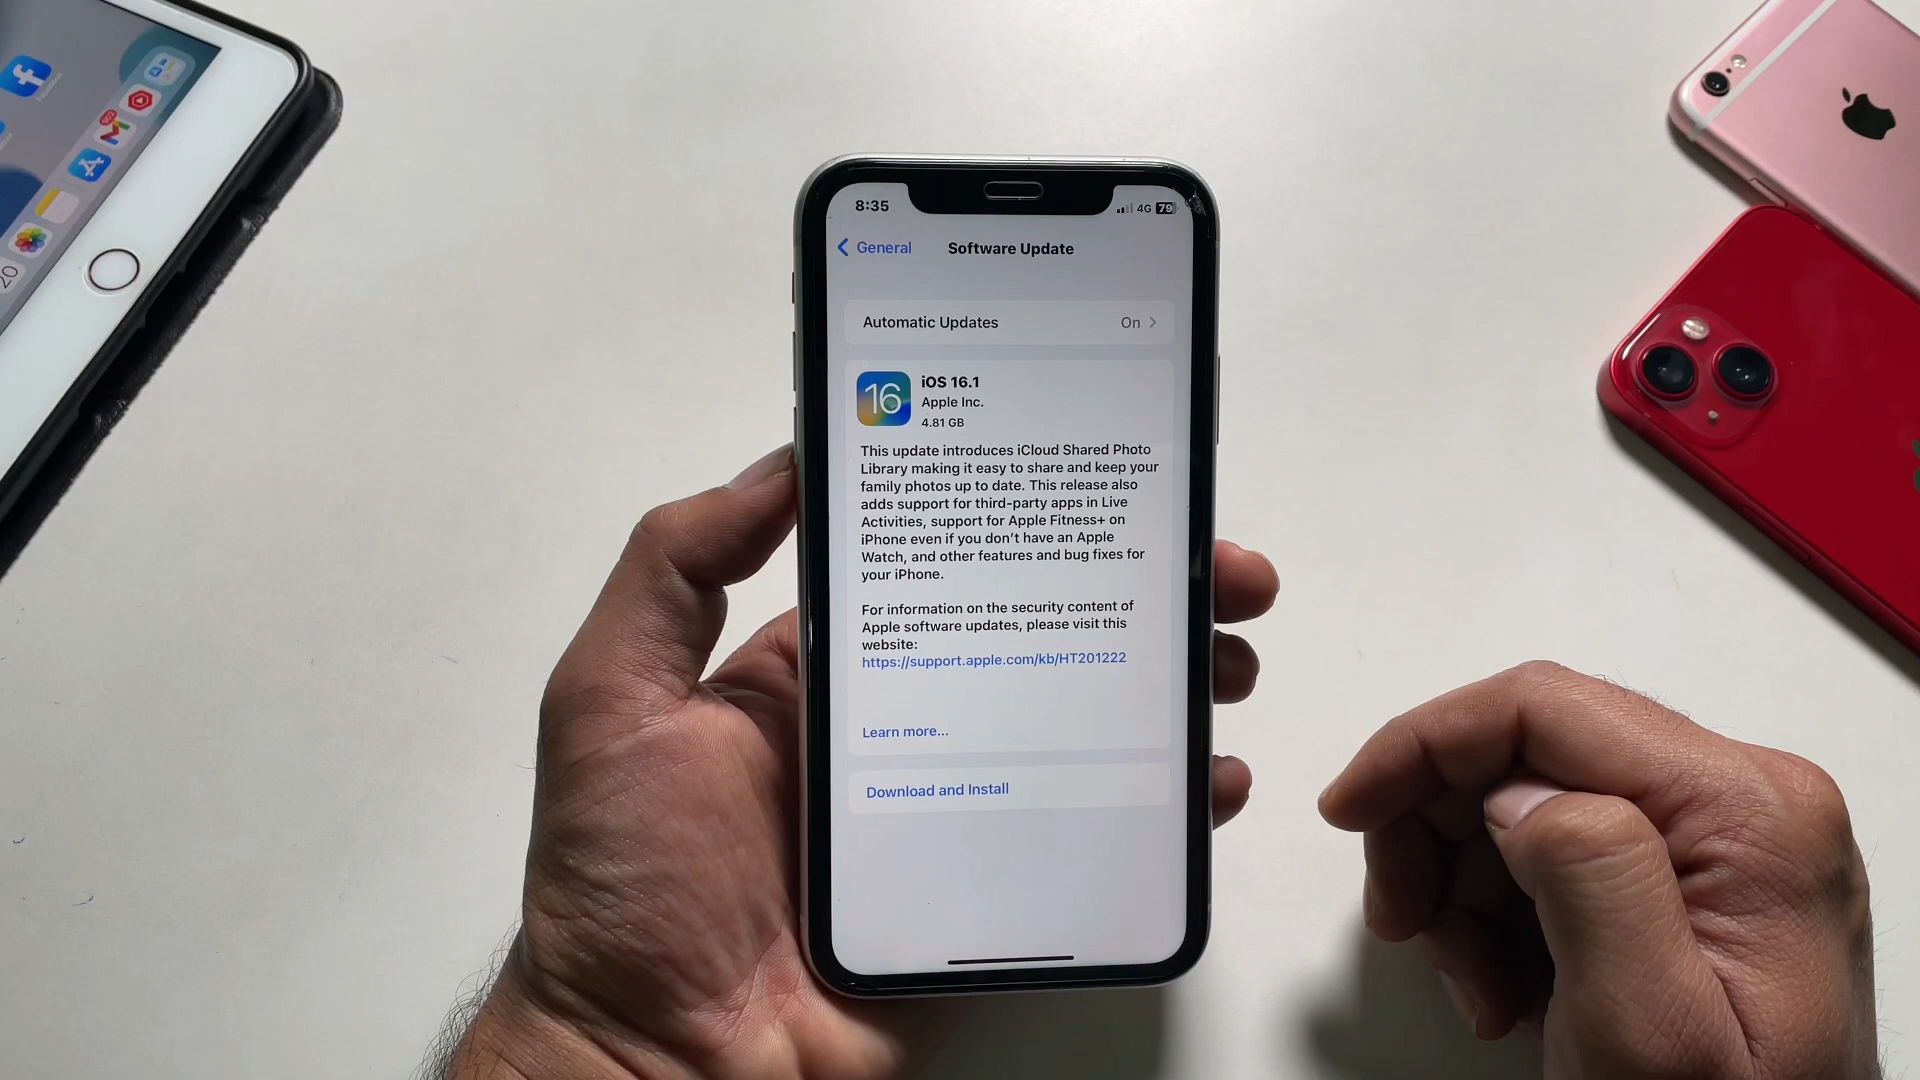 8:35
4G 79
General
Software Update
Automatic Updates
On
16
iOS 16.1
Apple Inc.
4.81 GB
This update introduces iCloud Shared Photo
Library making it easy to share and keep your
family photos up to date. This release also
adds support for third-party apps in Live
Activities, support for Apple Fitness+ on
iPhone even if you don’t have an Apple
Watch, and other features and bug fixes for
your iPhone.
For information on the security content of
Apple software updates, please visit this
website:
https://support.apple.com/kb/HT201222
Learn more...
Download and Install
20